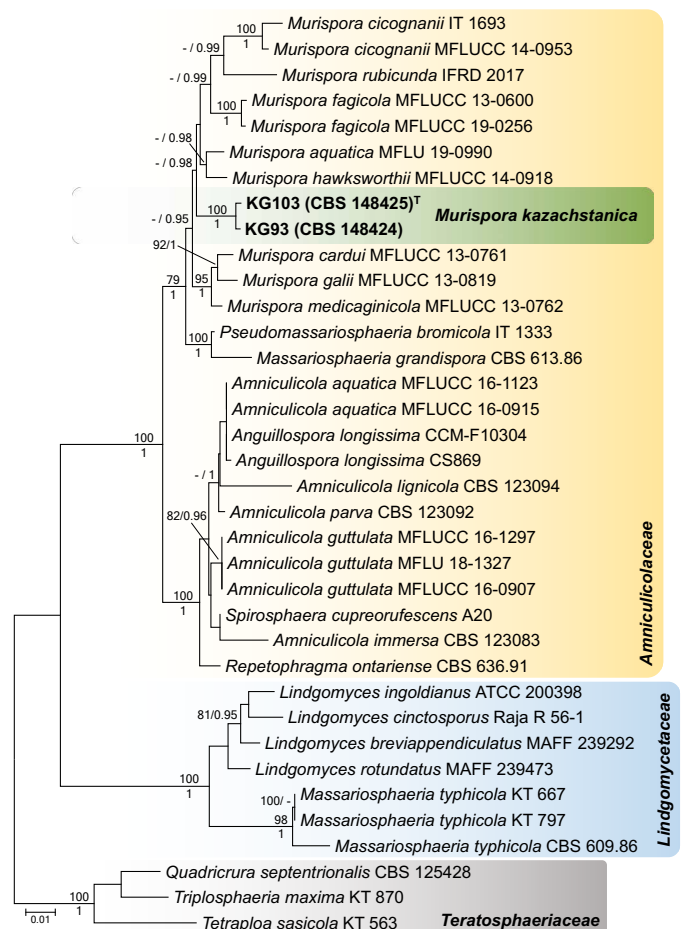 Murispora cicognanii IT 1693
100
1
Murispora cicognanii MFLUCC 14-0953
- / 0.99
Murispora rubicunda IFRD 2017
- / 0.99
Murispora fagicola MFLUCC 13-0600
100
1
Murispora fagicola MFLUCC 19-0256
- / 0.98
Murispora aquatica MFLU 19-0990
- / 0.98
Murispora hawksworthii MFLUCC 14-0918
KG103 (CBS 148425)T
100
1
Murispora kazachstanica
KG93 (CBS 148424)
- / 0.95
92/1
Murispora cardui MFLUCC 13-0761
79
1
95
1
Murispora galii MFLUCC 13-0819
Murispora medicaginicola MFLUCC 13-0762
Pseudomassariosphaeria bromicola IT 1333
100
1
Massariosphaeria grandispora CBS 613.86
Amniculicola aquatica MFLUCC 16-1123
Amniculicola aquatica MFLUCC 16-0915
100
1
Anguillospora longissima CCM-F10304
Anguillospora longissima CS869
- / 1
Amniculicola lignicola CBS 123094
Amniculicola parva CBS 123092
82/0.96
Amniculicola guttulata MFLUCC 16-1297
Amniculicola guttulata MFLU 18-1327
Amniculicola guttulata MFLUCC 16-0907
100
1
Spirosphaera cupreorufescens A20
Amniculicola immersa CBS 123083
Repetophragma ontariense CBS 636.91
Amniculicolaceae
Lindgomyces ingoldianus ATCC 200398
81/0.95
Lindgomyces cinctosporus Raja R 56-1
Lindgomyces breviappendiculatus MAFF 239292
Lindgomyces rotundatus MAFF 239473
100
1
Massariosphaeria typhicola KT 667
100/ -
98
1
Massariosphaeria typhicola KT 797
Massariosphaeria typhicola CBS 609.86
Lindgomycetaceae
Quadricrura septentrionalis CBS 125428
100
1
Triplosphaeria maxima KT 870
Tetraploa sasicola KT 563
Teratosphaeriaceae
0.01